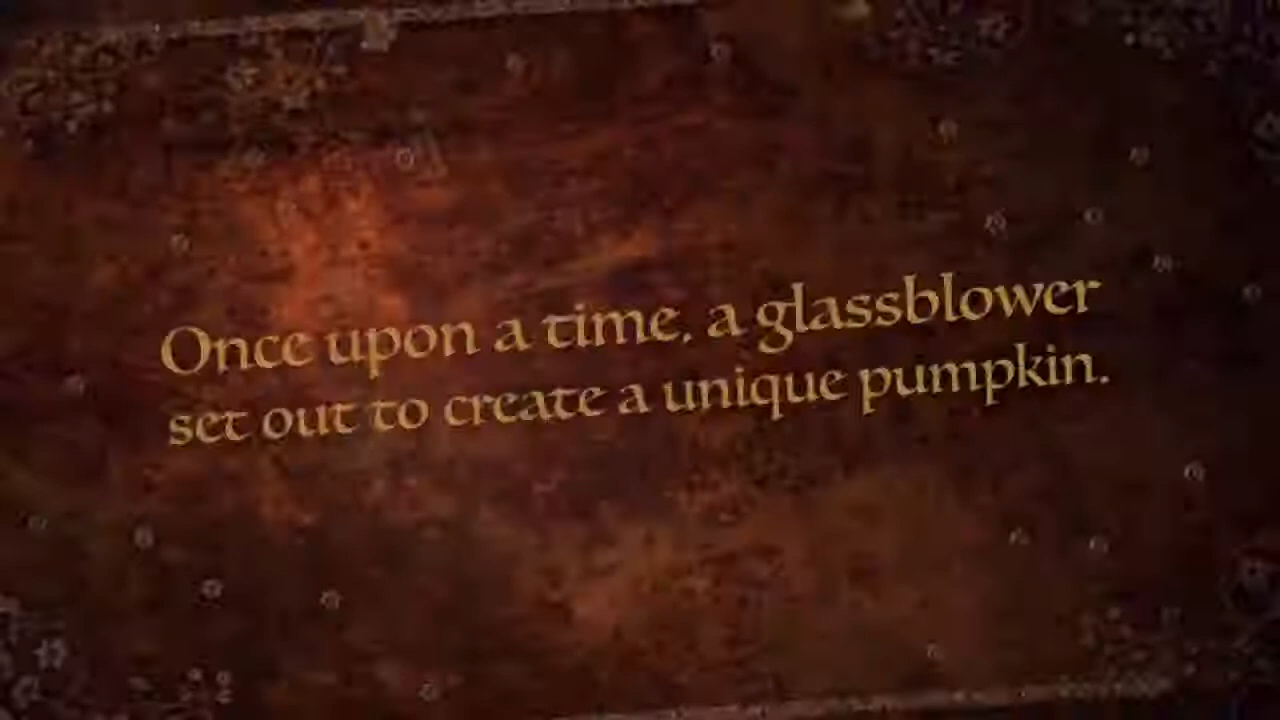 Once upon a time, a glassblower
set out to create a unique pumpkin.